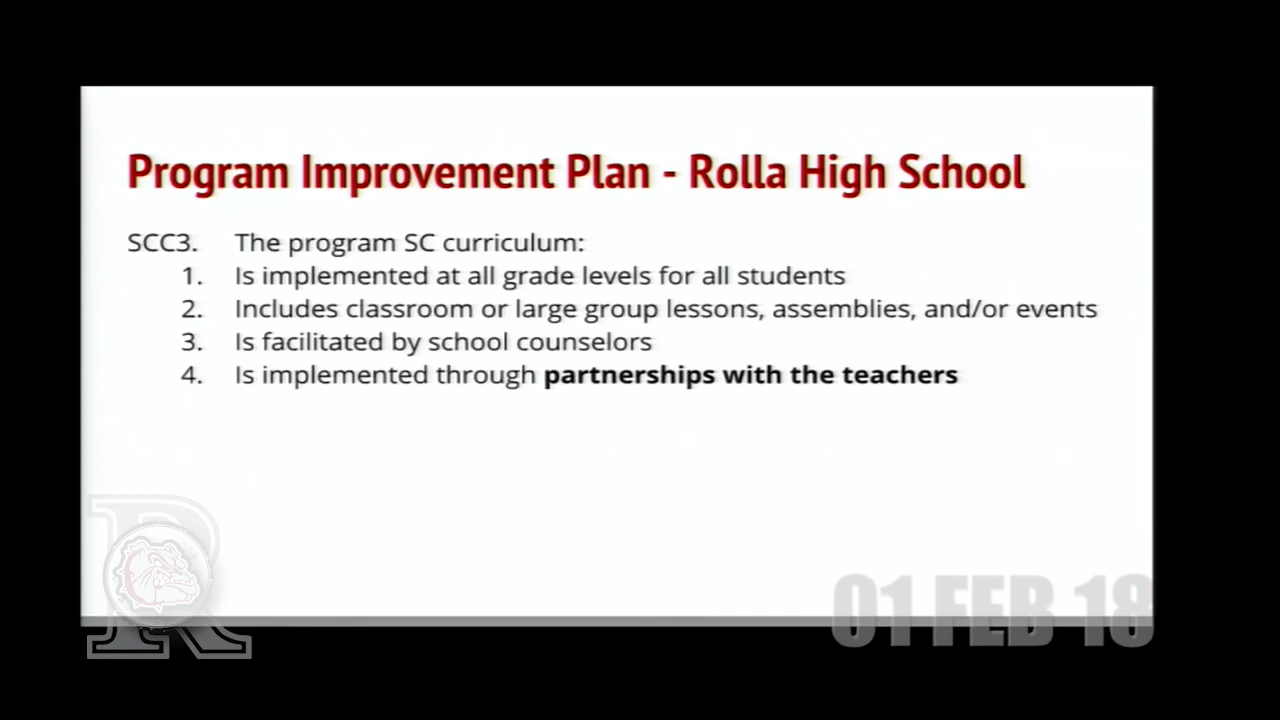 Program Improvement Plan - Rolla High School
SCC3. The program SC curriculum:
1. Is implemented at all grade levels for all students
2. Includes classroom or large group lessons, assemblies, and/or events
3. Is facilitated by school counselors
4. Is implemented through partnerships with the teachers
R
01 FEB 18